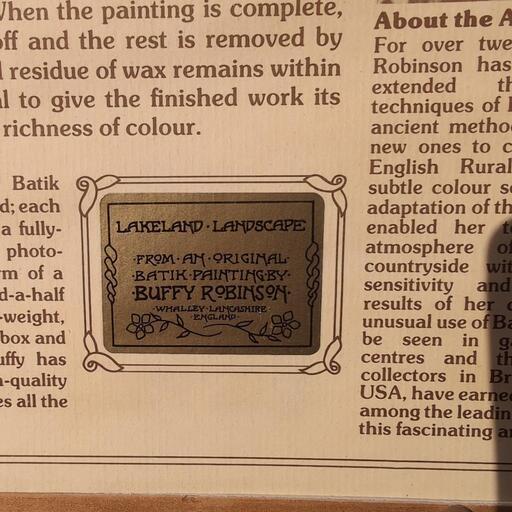 When the painting is complete,
off and the rest is removed by
residue of wax remains within
to give the finished work its
richness of colour.
Batik
d; each
a fully-
photo-
rm of a
d-a-half
-weight,
box and
uffy has
-quality
es all the
LAKELAND · LANDSCAPE
· FROM · AN · ORIGINAL ·
· BATIK · PAINTING · BY ·
· BUFFY ROBINSON ·
· WHALLEY · LANCASHIRE ·
· ENGLAND ·
About the A
For over twe
Robinson has
extended th
techniques of
ancient metho
new ones to c
English Rural
subtle colour s
adaptation of th
enabled her to
atmosphere of
countryside wit
sensitivity and
results of her
unusual use of Ba
be seen in ga
centres and th
collectors in Br
USA, have earne
among the leadin
this fascinating a